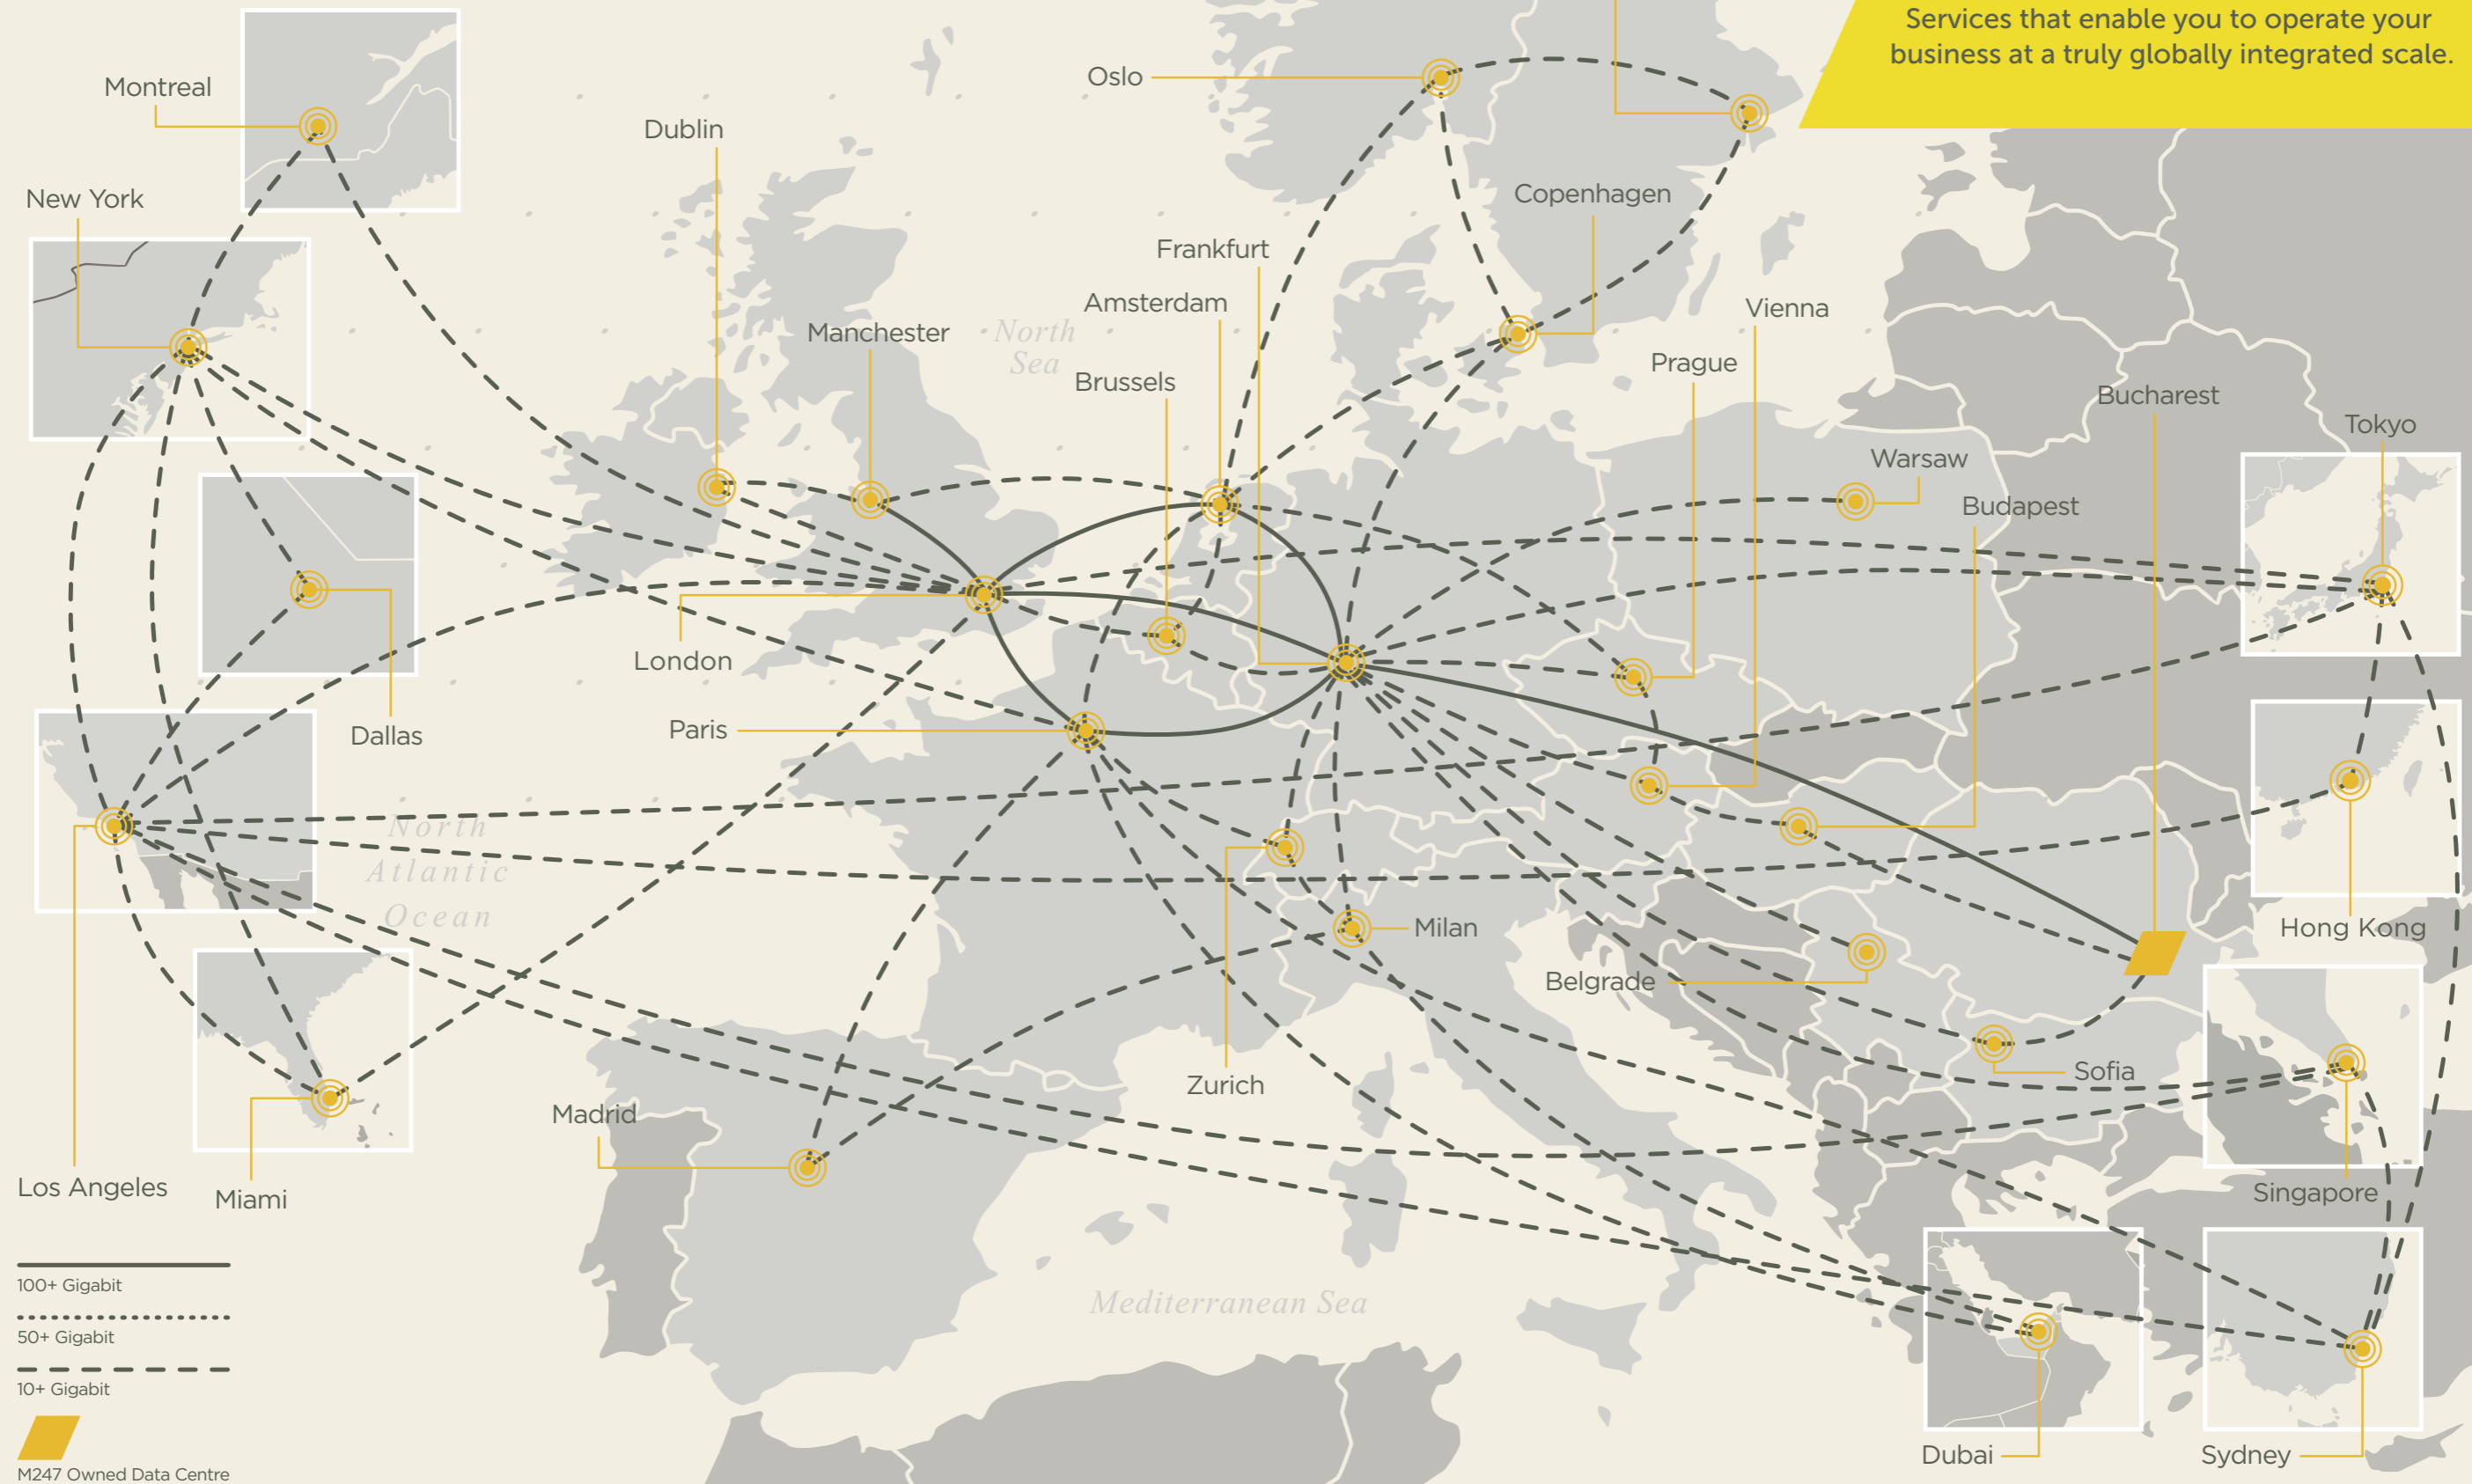 Services that enable you to operate your
business at a truly globally integrated scale.
Oslo
Montreal
Dublin
New York
Copenhagen
Frankfurt
Amsterdam
Vienna
Manchester
North
Sea
Prague
Brussels
Bucharest
Tokyo
Warsaw
Budapest
London
Paris
Dallas
North
Atlantic
Ocean
Milan
Hong Kong
Belgrade
Sofia
Zurich
Madrid
Los Angeles
Miami
Singapore
100+ Gigabit
Mediterranean Sea
50+ Gigabit
10+ Gigabit
Dubai
Sydney
M247 Owned Data Centre